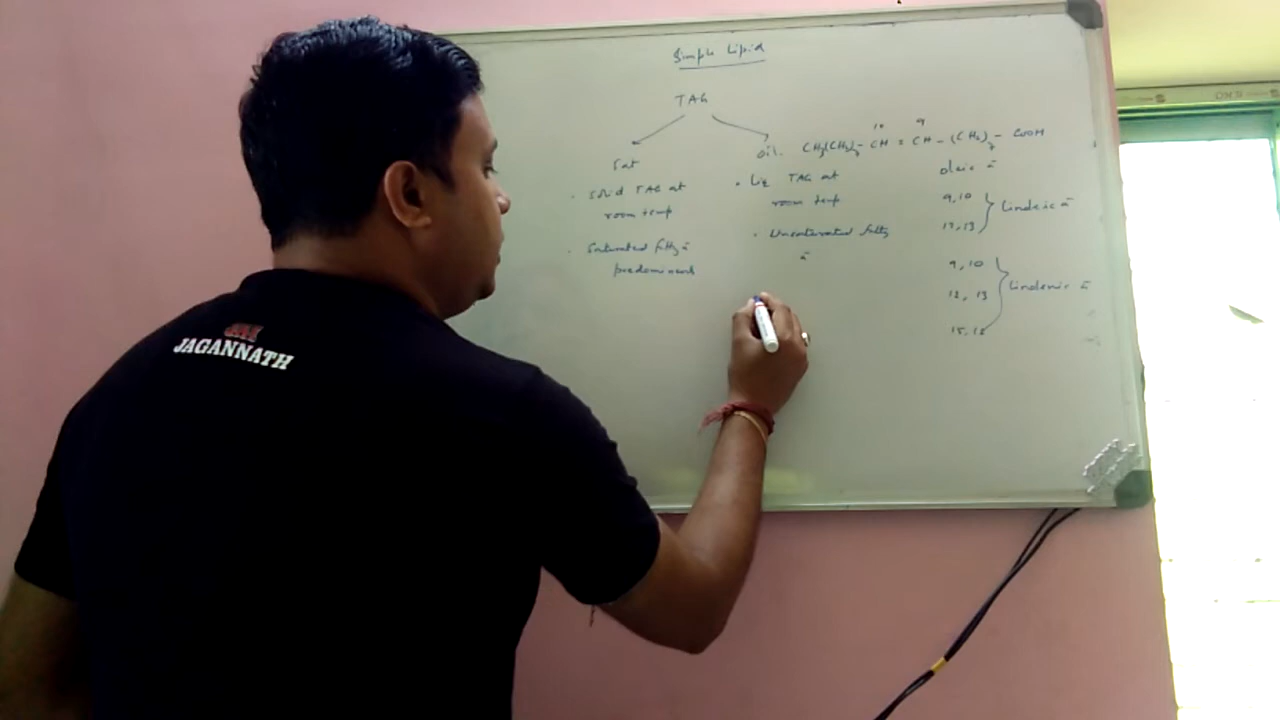 Simple Lipid
TAG
Fat
• Solid TAG at
room temp
• Saturated fatty ā
predominent
Oil.
• Liq TAG at
room temp
• Unsaturated fatty
ā
10 9
CH3(CH2)7 - CH = CH - (CH2)7 - COOH
oleic ā
9,10
12,13
Linoleic ā
9, 10
12, 13
15, 16
Linolenic ā
JAI
JAGANNATH